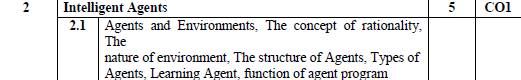 2 Intelligent Agents 5 CO1
2.1 Agents and Environments, The concept of rationality,
The
nature of environment, The structure of Agents, Types of
Agents, Learning Agent, function of agent program